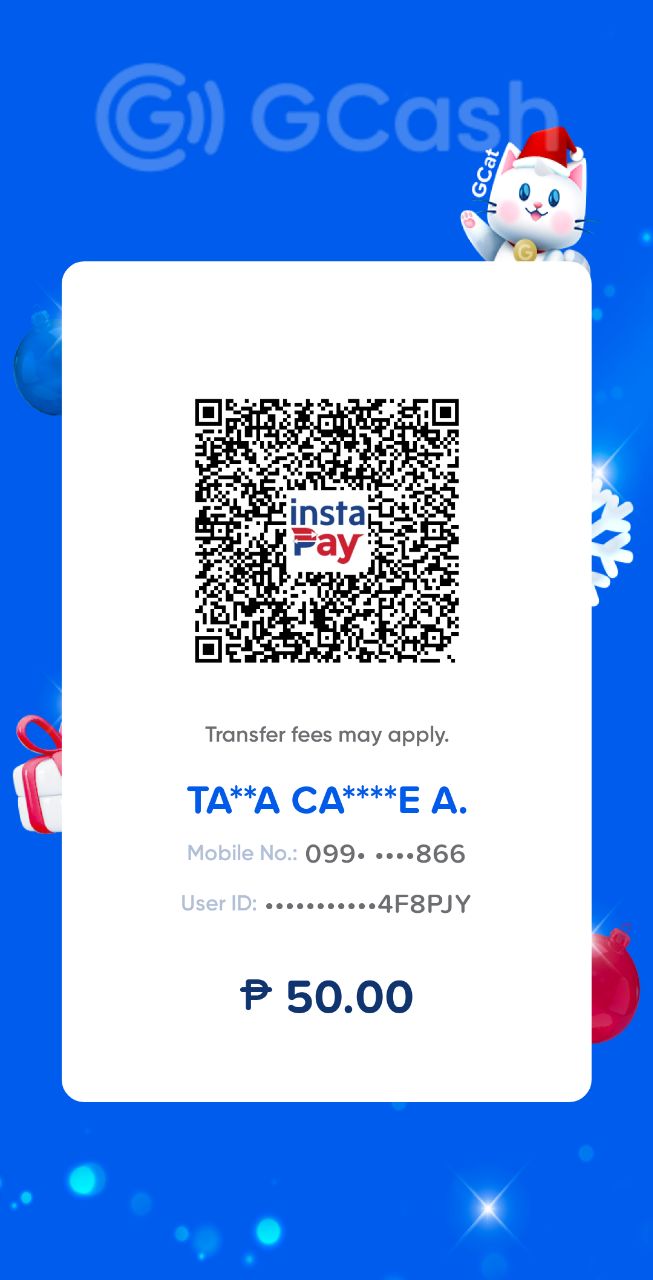 GCash
GCat
G
insta
Pay
Transfer fees may apply.
TA**A CA****E A.
Mobile No.: 099• ••••866
User ID: •••••••••••4F8PJY
₱ 50.00